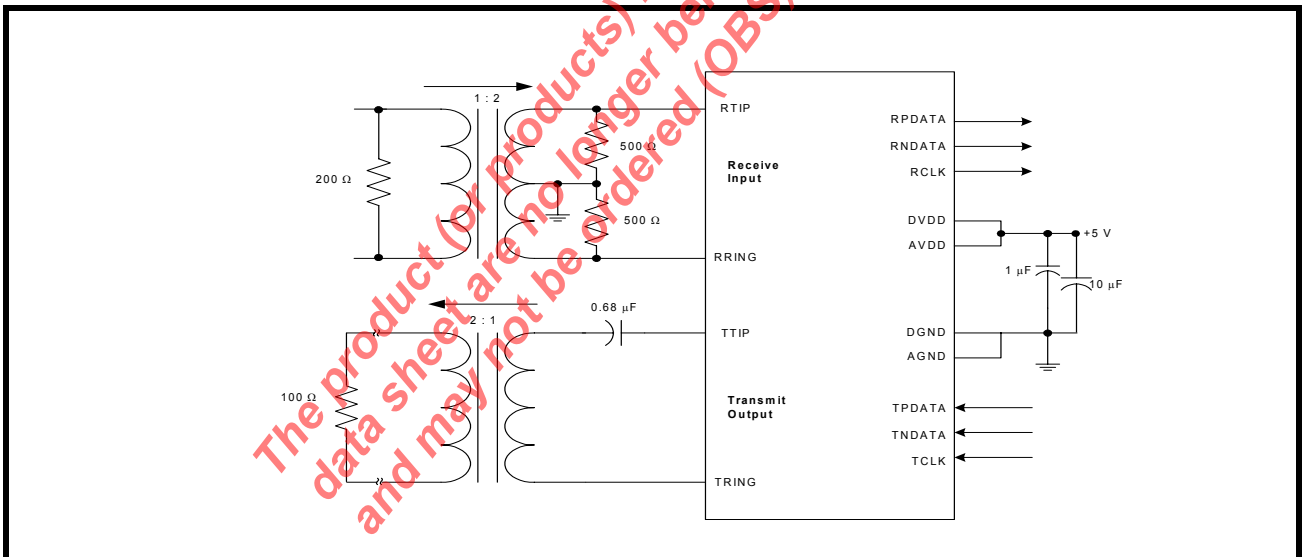 The product (or products)
data sheet are no longer be
and may not be ordered (OBS)
1 : 2
200 Ω
500 Ω
500 Ω
RTIP
Receive
Input
RRING
2 : 1
0.68 µF
100 Ω
TTIP
Transmit
Output
TRING
RPDATA
RNDATA
RCLK
DVDD
AVDD
+5 V
1 µF
10 µF
DGND
AGND
TPDATA
TNDATA
TCLK